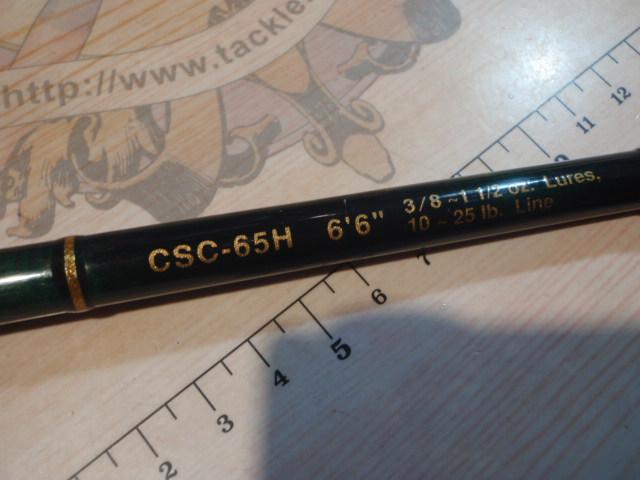 http://www.tackle.
CSC-65H 6'6" 3/8 ~ 1 1/2 oz. Lures,
10 ~ 25 lb. Line
2 3 4 5 6 7 11 12